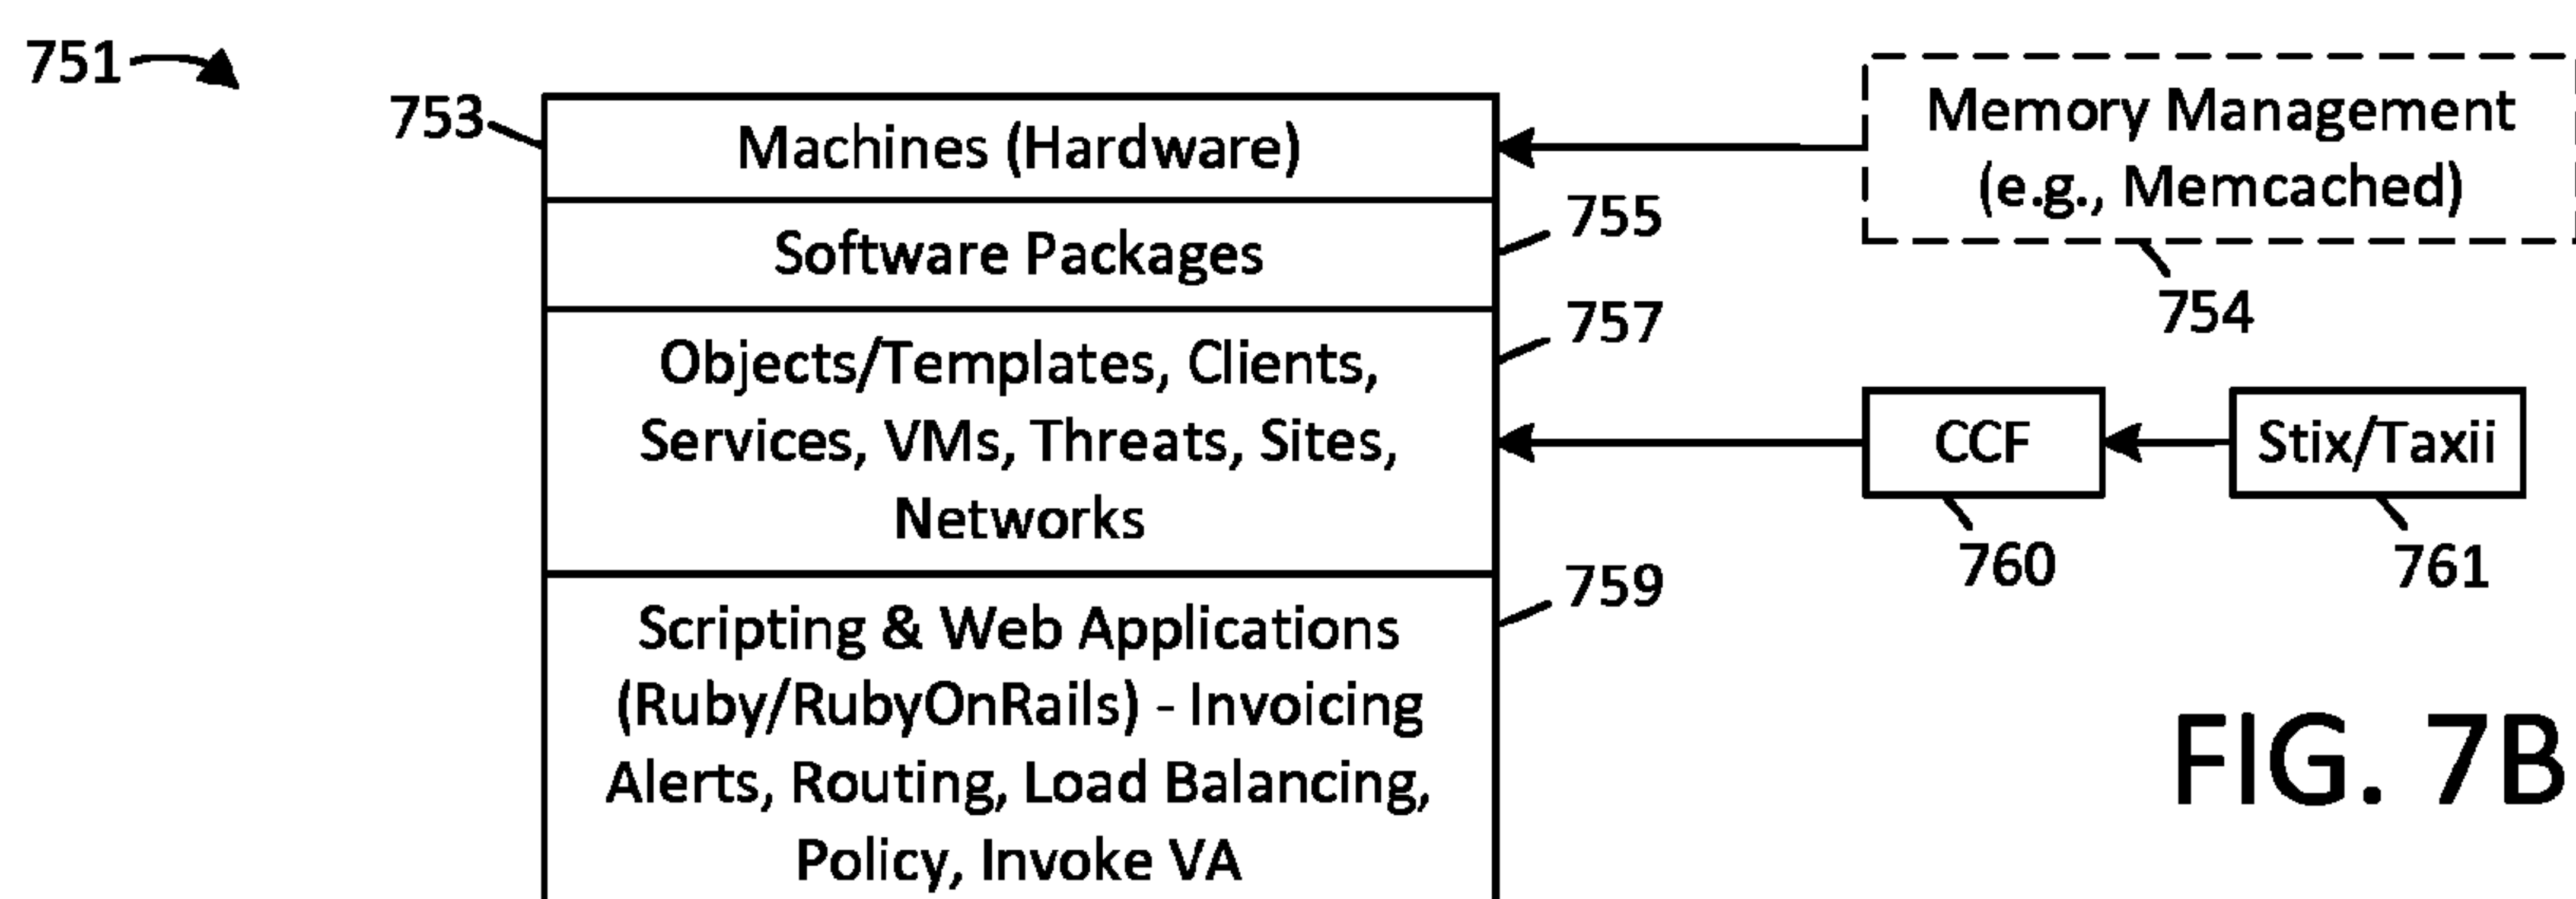 751
753
Machines (Hardware)
Memory Management
(e.g., Memcached)
755
Software Packages
754
757
Objects/Templates, Clients,
Services, VMs, Threats, Sites,
Networks
CCF
Stix/Taxii
760
761
759
Scripting & Web Applications
(Ruby/RubyOnRails) - Invoicing
Alerts, Routing, Load Balancing,
Policy, Invoke VA
FIG. 7B